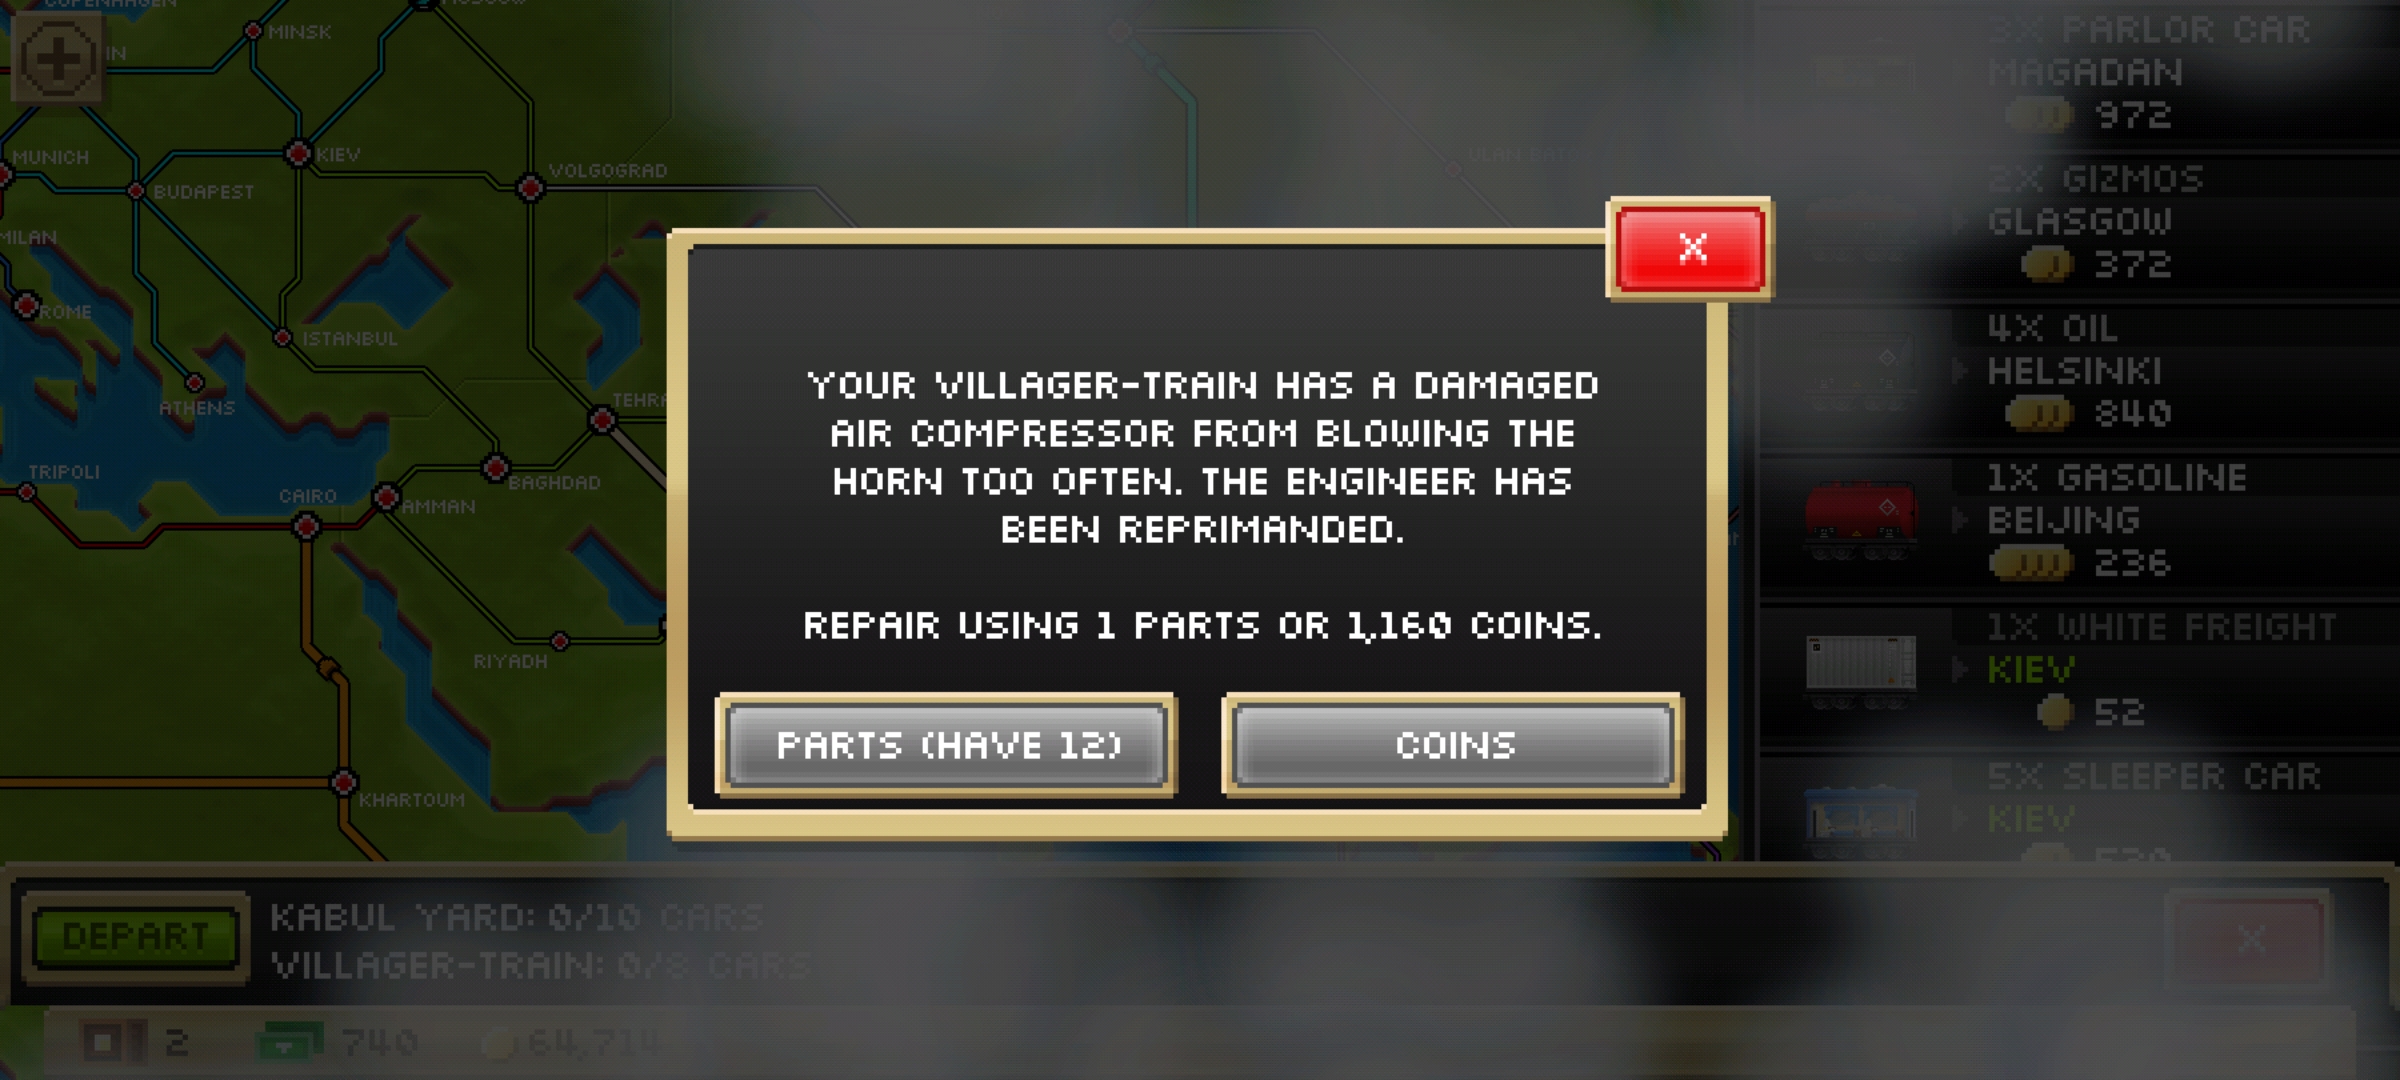 MINSK
KIEV
MUNICH
BUDAPEST
VOLGOGRAD
MILAN
ROME
ISTANBUL
ATHENS
TRIPOLI
CAIRO
AMMAN
BAGHDAD
RIYADH
KHARTOUM
X
YOUR VILLAGER-TRAIN HAS A DAMAGED
AIR COMPRESSOR FROM BLOWING THE
HORN TOO OFTEN. THE ENGINEER HAS
BEEN REPRIMANDED.
REPAIR USING 1 PARTS OR 1,160 COINS.
PARTS (HAVE 12)
COINS
3X PARLOR CAR
MAGADAN
972
2X GIZMOS
GLASGOW
372
4X OIL
HELSINKI
840
1X GASOLINE
BEIJING
236
1X WHITE FREIGHT
KIEV
52
5X SLEEPER CAR
KIEV
DEPART
KABUL YARD: 0/10 CARS
VILLAGER-TRAIN: 0/8 CARS
X
2
740
64,714